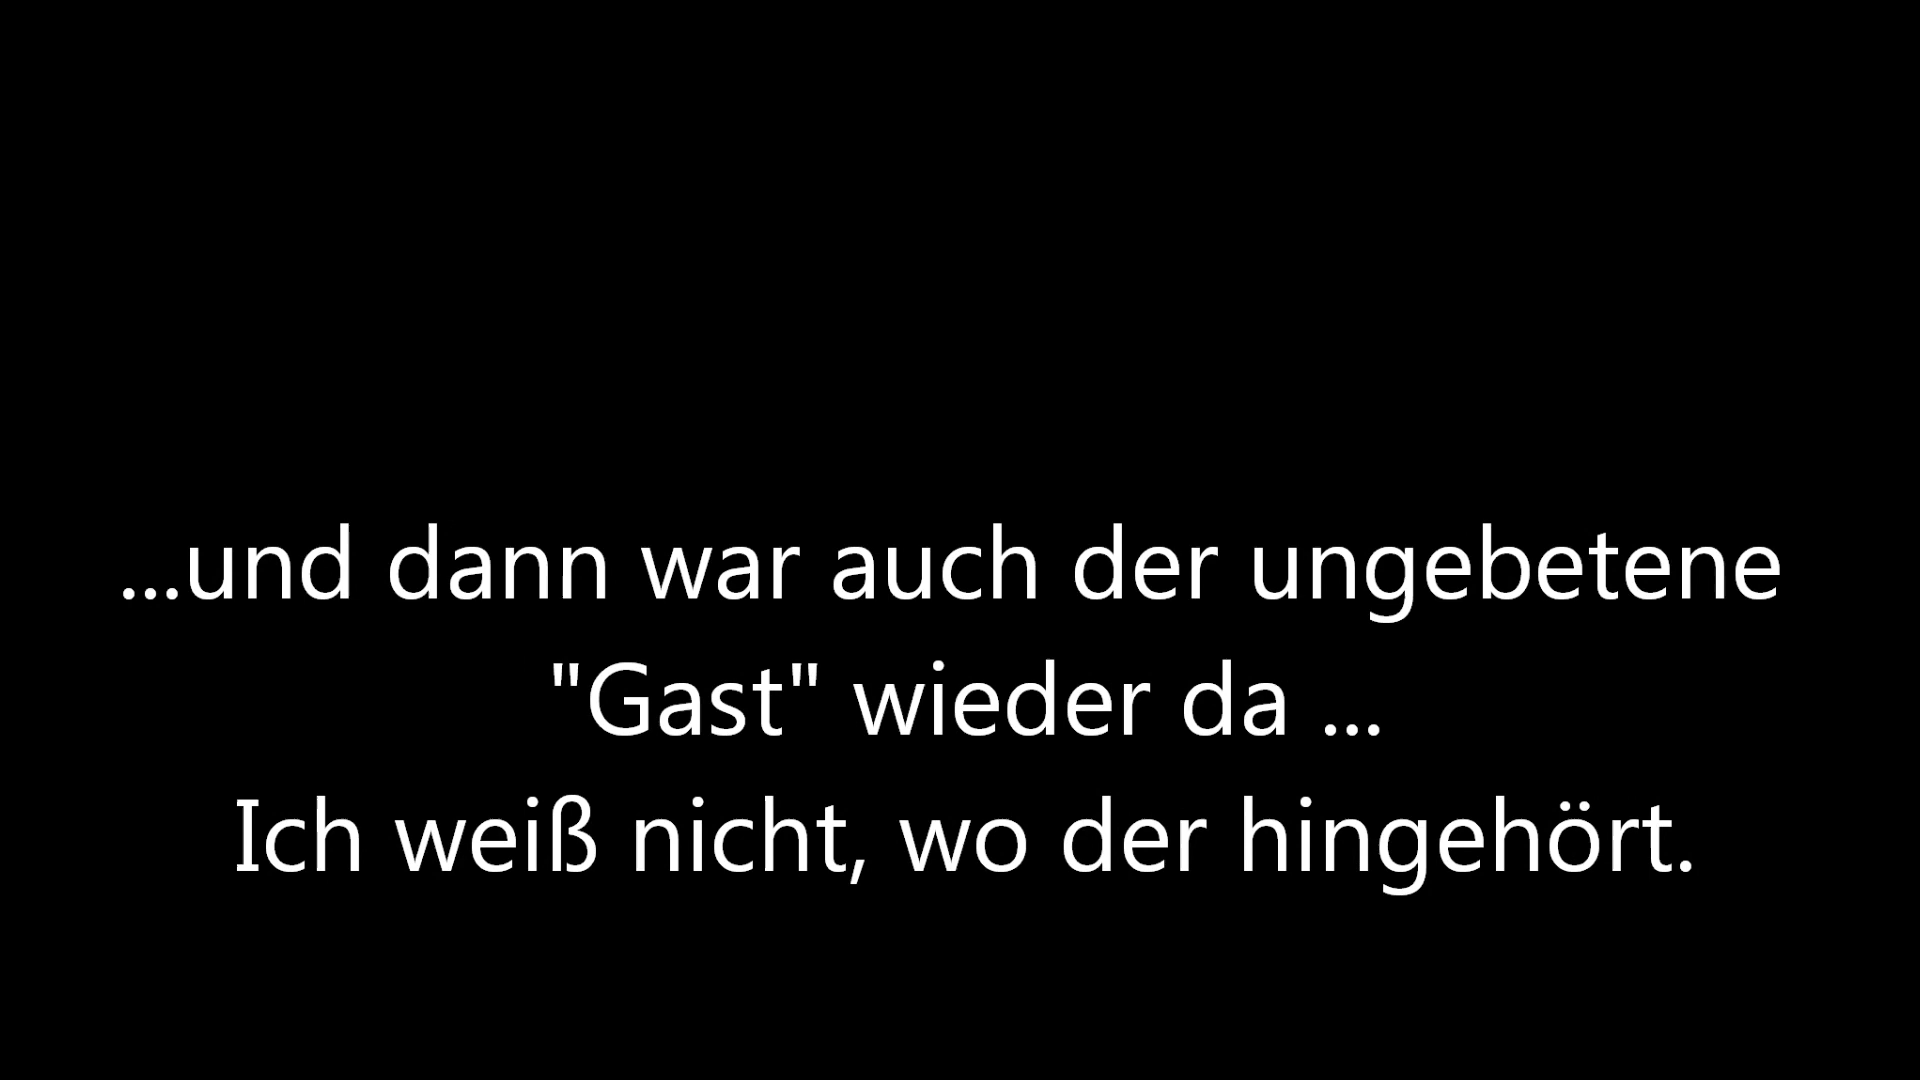 ...und dann war auch der ungebetene
"Gast" wieder da ...
Ich weiß nicht, wo der hingehört.